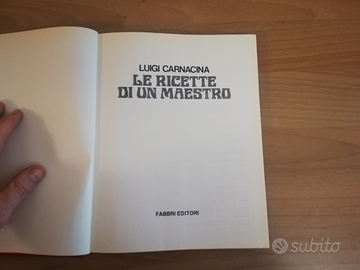 LUIGI CARNACINA
LE RICETTE
DI UN MAESTRO
FABBRI EDITORI
subito